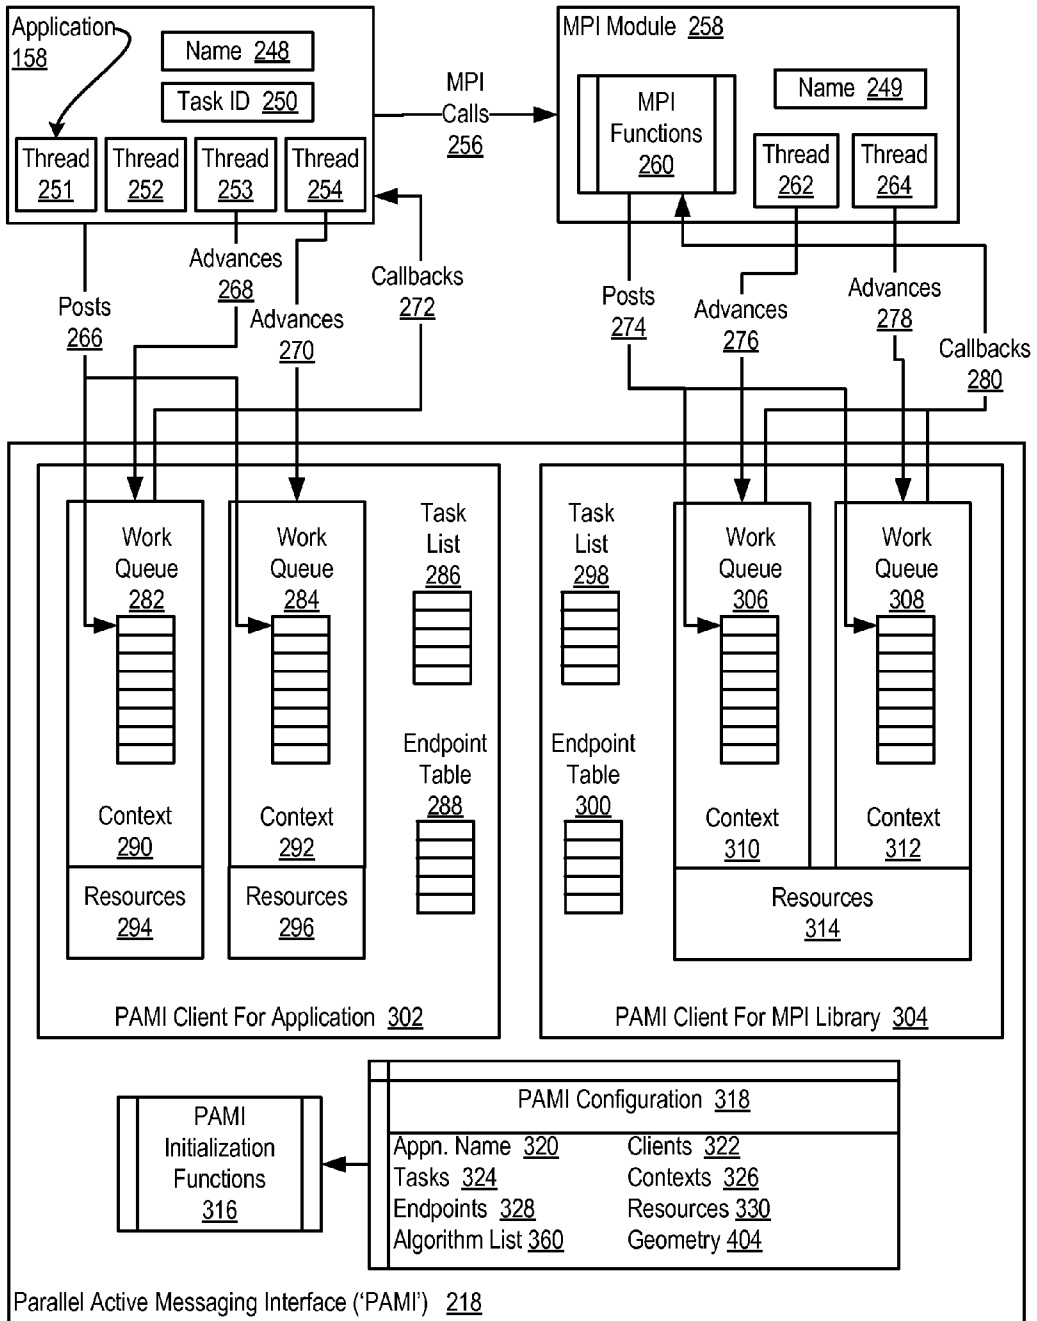 Application
158
Name 248
Task ID 250
Thread
251
Thread
252
Thread
253
Thread
254
MPI
Calls
256
MPI Module 258
MPI
Functions
260
Name 249
Thread
262
Thread
264
Posts
266
Advances
268
Advances
270
Callbacks
272
Posts
274
Advances
276
Advances
278
Callbacks
280
Work
Queue
282
Work
Queue
284
Task
List
286
Endpoint
Table
288
Context
290
Context
292
Resources
294
Resources
296
PAMI Client For Application 302
Task
List
298
Endpoint
Table
300
Work
Queue
306
Work
Queue
308
Context
310
Context
312
Resources
314
PAMI Client For MPI Library 304
PAMI
Initialization
Functions
316
PAMI Configuration 318
Appn. Name 320 Clients 322
Tasks 324 Contexts 326
Endpoints 328 Resources 330
Algorithm List 360 Geometry 404
Parallel Active Messaging Interface ('PAMI') 218